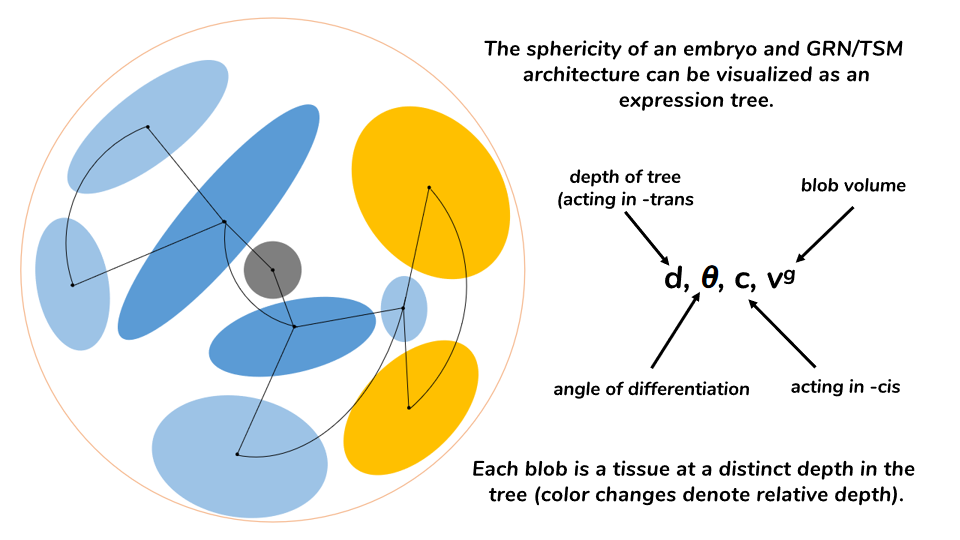 The sphericity of an embryo and GRN/TSM
architecture can be visualized as an
expression tree.
depth of tree
(acting in -trans
blob volume
d, θ, c, vᵍ
angle of differentiation
acting in -cis
Each blob is a tissue at a distinct depth in the
tree (color changes denote relative depth).